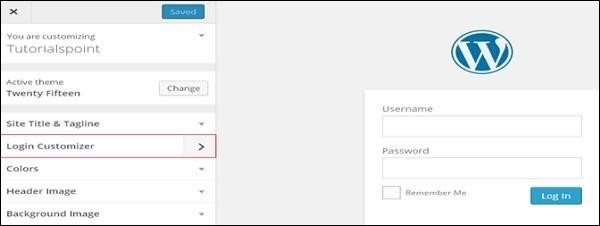 Saved
You are customizing
Tutorialspoint
Active theme
Twenty Fifteen
Change
Site Title & Tagline
Login Customizer
Colors
Header Image
Background Image
Username
Password
Remember Me
Log In